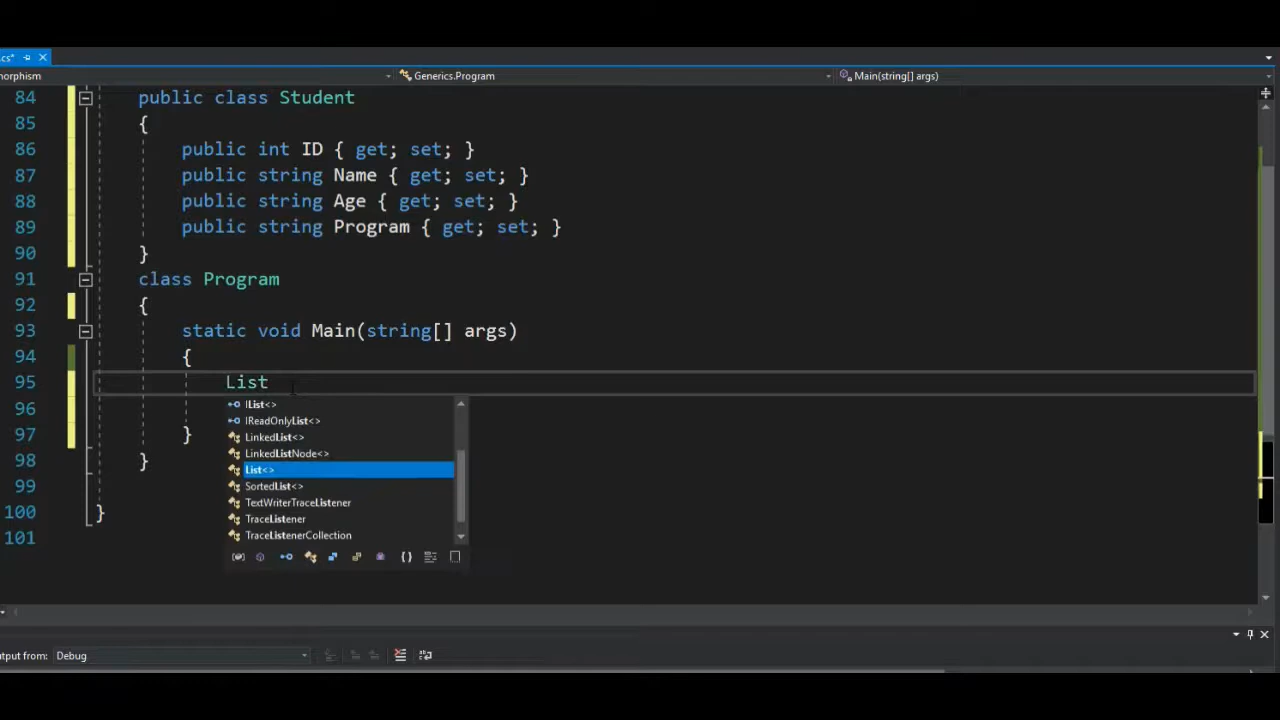 cs*
morphism
Generics.Program
Main(string[] args)
84 public class Student
85 {
86 public int ID { get; set; }
87 public string Name { get; set; }
88 public string Age { get; set; }
89 public string Program { get; set; }
90 }
91 class Program
92 {
93 static void Main(string[] args)
94 {
95 List
96
97 }
98 }
99
100 }
101
IList<>
IReadOnlyList<>
LinkedList<>
LinkedListNode<>
List<>
SortedList<>
TextWriterTraceListener
TraceListener
TraceListenerCollection
tput from: Debug